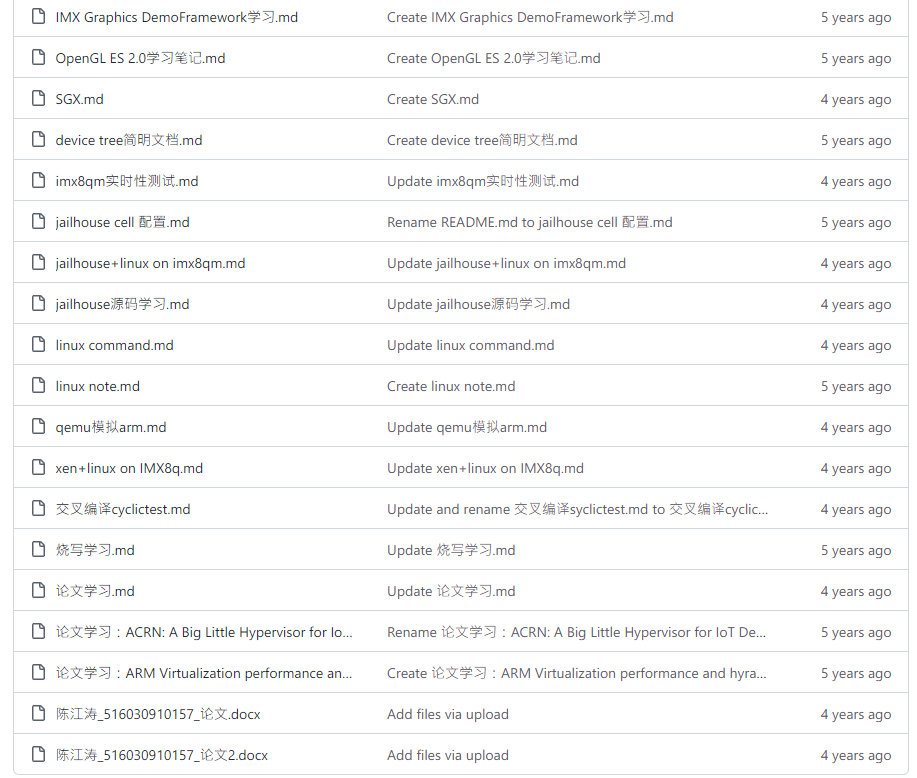 IMX Graphics DemoFramework学习.md Create IMX Graphics DemoFramework学习.md 5 years ago
OpenGL ES 2.0学习笔记.md Create OpenGL ES 2.0学习笔记.md 5 years ago
SGX.md Create SGX.md 4 years ago
device tree简明文档.md Create device tree简明文档.md 5 years ago
imx8qm实时性测试.md Update imx8qm实时性测试.md 4 years ago
jailhouse cell 配置.md Rename README.md to jailhouse cell 配置.md 5 years ago
jailhouse+linux on imx8qm.md Update jailhouse+linux on imx8qm.md 4 years ago
jailhouse源码学习.md Update jailhouse源码学习.md 4 years ago
linux command.md Update linux command.md 4 years ago
linux note.md Create linux note.md 5 years ago
qemu模拟arm.md Update qemu模拟arm.md 4 years ago
xen+linux on IMX8q.md Update xen+linux on IMX8q.md 4 years ago
交叉编译cyclictest.md Update and rename 交叉编译syclictest.md to 交叉编译cyclic... 4 years ago
烧写学习.md Update 烧写学习.md 5 years ago
论文学习.md Update 论文学习.md 4 years ago
论文学习：ACRN: A Big Little Hypervisor for Io... Rename 论文学习：ACRN: A Big Little Hypervisor for IoT De... 5 years ago
论文学习：ARM Virtualization performance an... Create 论文学习：ARM Virtualization performance and hyra... 5 years ago
陈江涛_516030910157_论文.docx Add files via upload 4 years ago
陈江涛_516030910157_论文2.docx Add files via upload 4 years ago